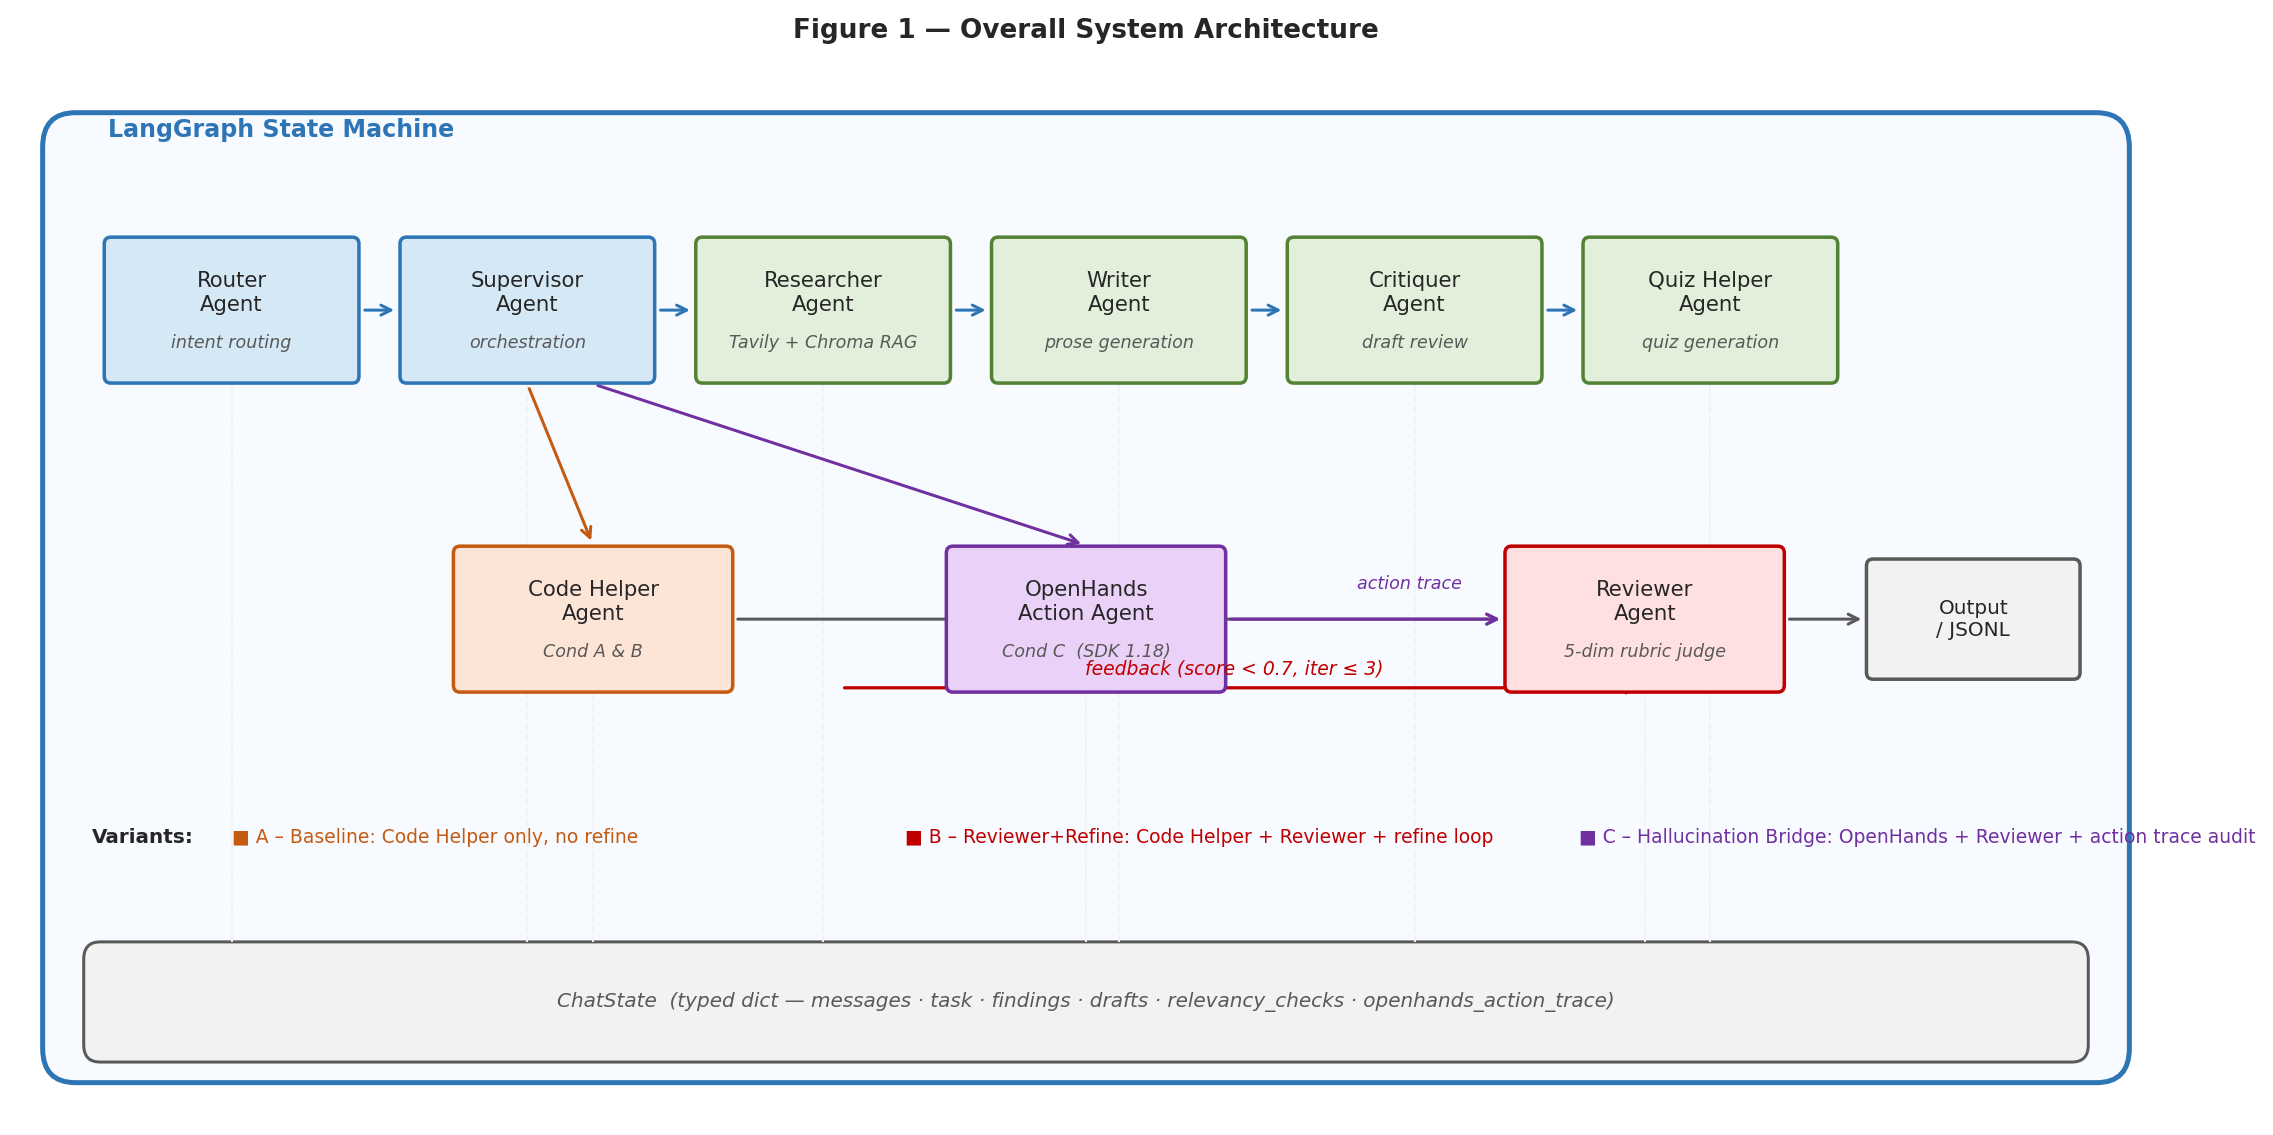 Figure 1 — Overall System Architecture
LangGraph State Machine
Router
Agent
intent routing
Supervisor
Agent
orchestration
Researcher
Agent
Tavily + Chroma RAG
Writer
Agent
prose generation
Critiquer
Agent
draft review
Quiz Helper
Agent
quiz generation
Code Helper
Agent
Cond A & B
OpenHands
Action Agent
Cond C  (SDK 1.18)
action trace
feedback (score < 0.7, iter ≤ 3)
Reviewer
Agent
5-dim rubric judge
Output
/ JSONL
Variants:
■ A – Baseline: Code Helper only, no refine
■ B – Reviewer+Refine: Code Helper + Reviewer + refine loop
■ C – Hallucination Bridge: OpenHands + Reviewer + action trace audit
ChatState  (typed dict — messages · task · findings · drafts · relevancy_checks · openhands_action_trace)